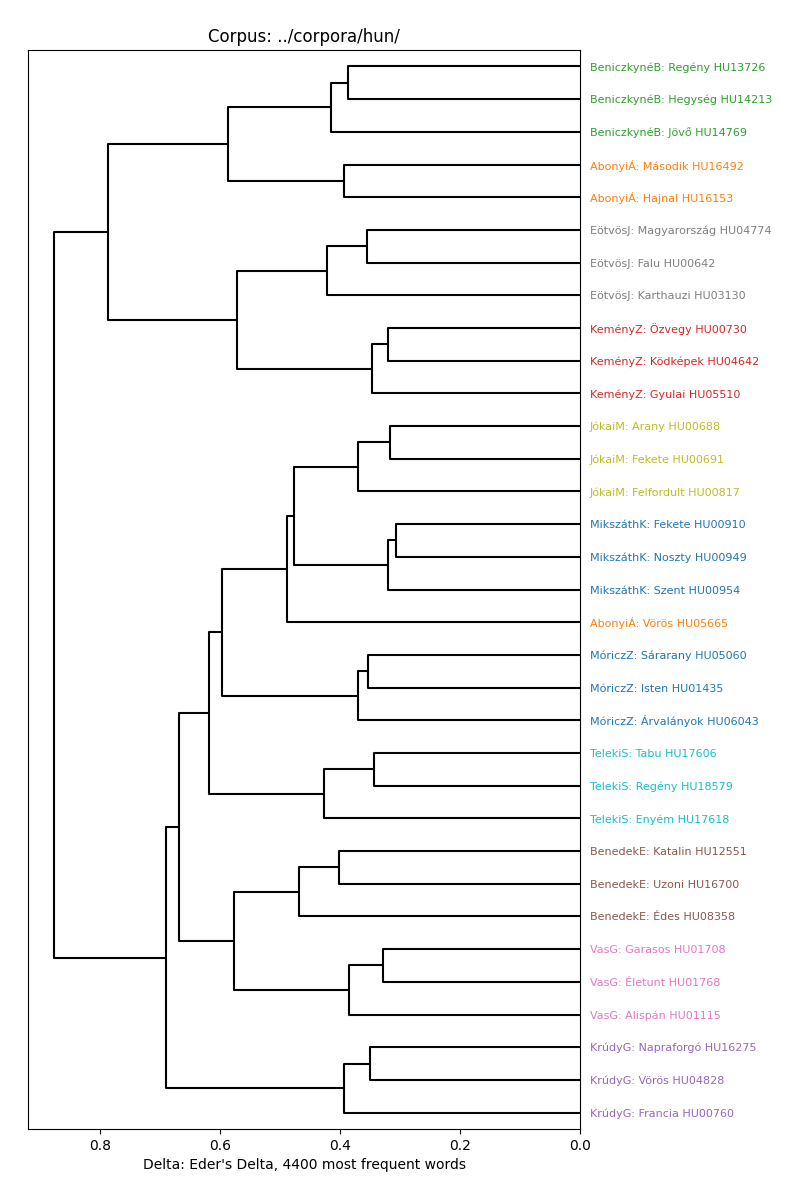 Corpus: ../corpora/hun/
BeniczkynéB: Regény HU13726
BeniczkynéB: Hegység HU14213
BeniczkynéB: Jövő HU14769
AbonyiÁ: Második HU16492
AbonyiÁ: Hajnal HU16153
EötvösJ: Magyarország HU04774
EötvösJ: Falu HU00642
EötvösJ: Karthauzi HU03130
KeményZ: Özvegy HU00730
KeményZ: Ködképek HU04642
KeményZ: Gyulai HU05510
JókaiM: Arany HU00688
JókaiM: Fekete HU00691
JókaiM: Felfordult HU00817
MikszáthK: Fekete HU00910
MikszáthK: Noszty HU00949
MikszáthK: Szent HU00954
AbonyiÁ: Vörös HU05665
MóriczZ: Sárarany HU05060
MóriczZ: Isten HU01435
MóriczZ: Árvalányok HU06043
TelekiS: Tabu HU17606
TelekiS: Regény HU18579
TelekiS: Enyém HU17618
BenedekE: Katalin HU12551
BenedekE: Uzoni HU16700
BenedekE: Édes HU08358
VasG: Garasos HU01708
VasG: Életunt HU01768
VasG: Alispán HU01115
KrúdyG: Napraforgó HU16275
KrúdyG: Vörös HU04828
KrúdyG: Francia HU00760
0.8 0.6 0.4 0.2 0.0
Delta: Eder's Delta, 4400 most frequent words